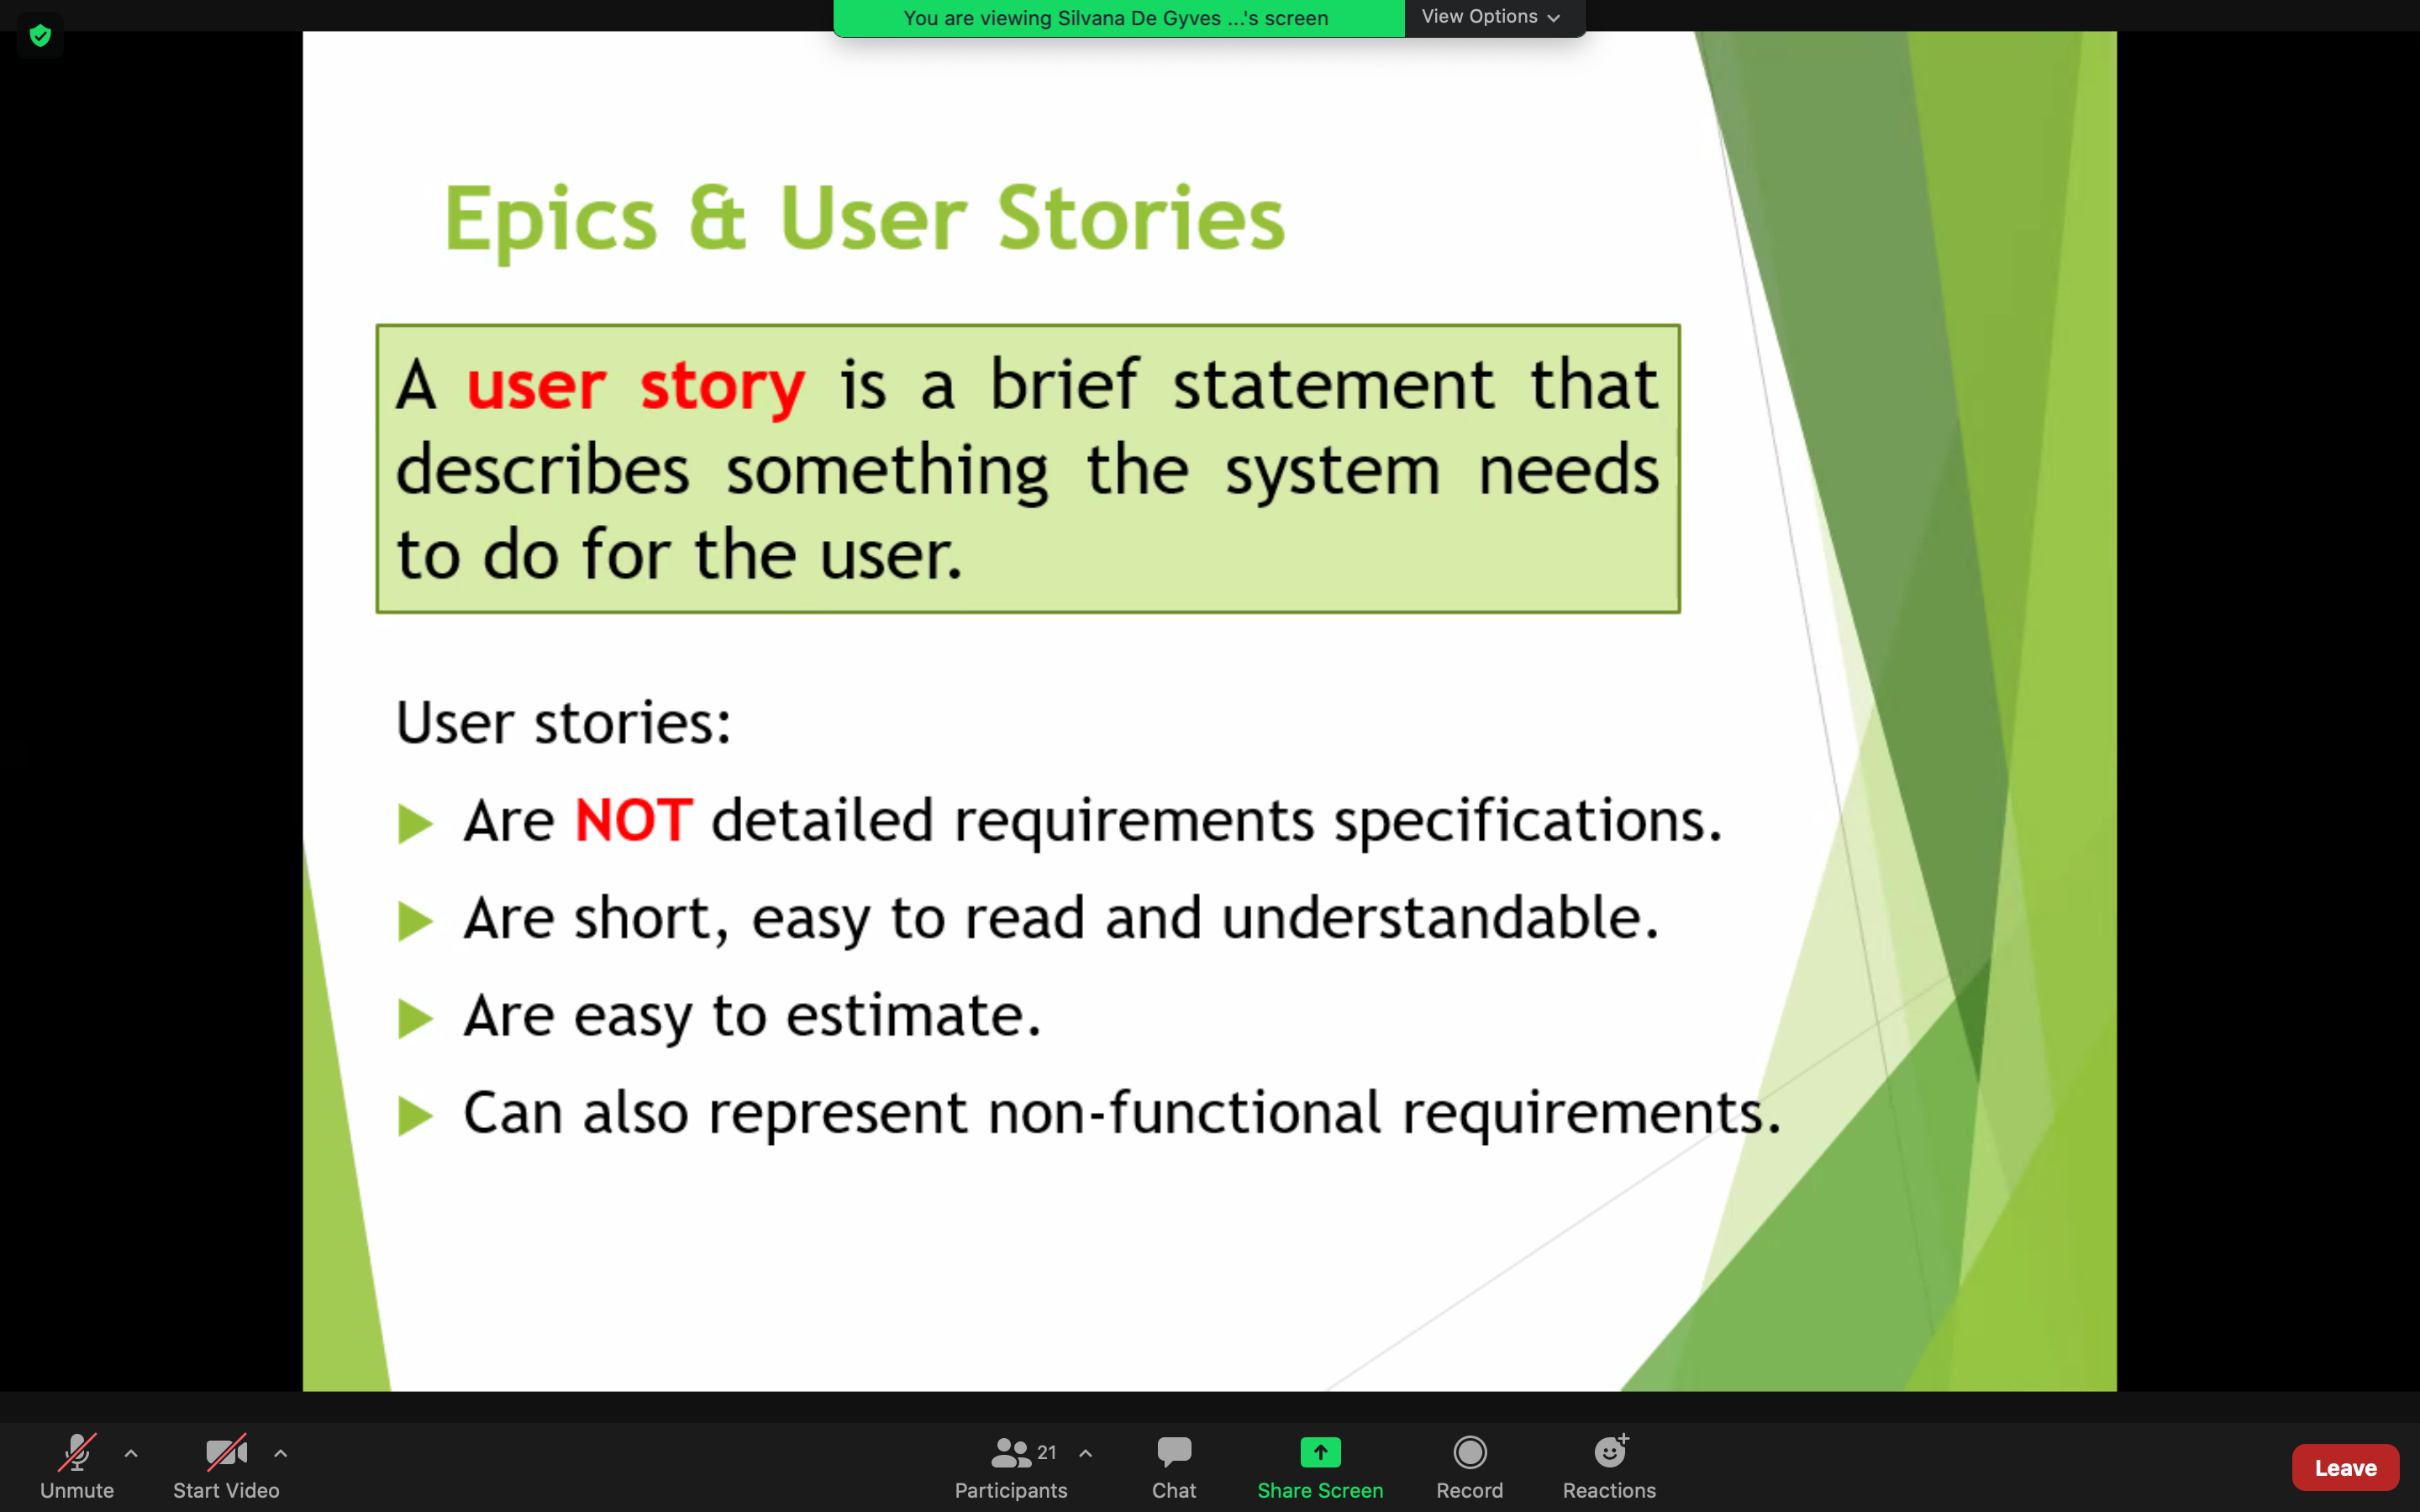 You are viewing Silvana De Gyves ...'s screen
View Options
Epics & User Stories
A user story is a brief statement that
describes something the system needs
to do for the user.
User stories:
Are NOT detailed requirements specifications.
Are short, easy to read and understandable.
Are easy to estimate.
Can also represent non-functional requirements.
21
Unmute
Start Video
Participants
Chat
Share Screen
Record
Reactions
Leave